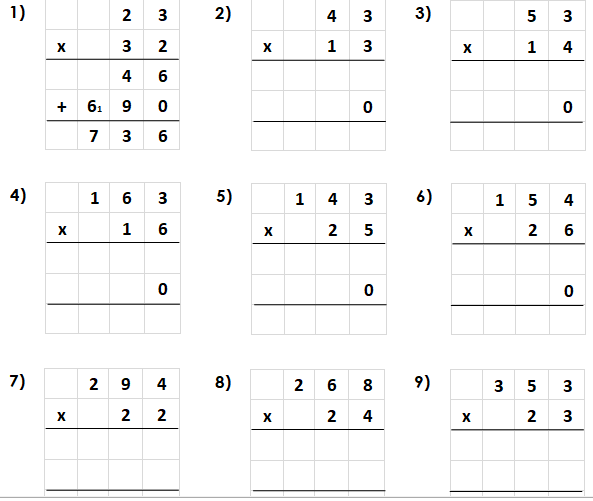 1) 2 3
x 3 2
4 6
+ 6 1 9 0
7 3 6
2) 4 3
x 1 3
0
3) 5 3
x 1 4
0
4) 1 6 3
x 1 6
0
5) 1 4 3
x 2 5
0
6) 1 5 4
x 2 6
0
7) 2 9 4
x 2 2
8) 2 6 8
x 2 4
9) 3 5 3
x 2 3